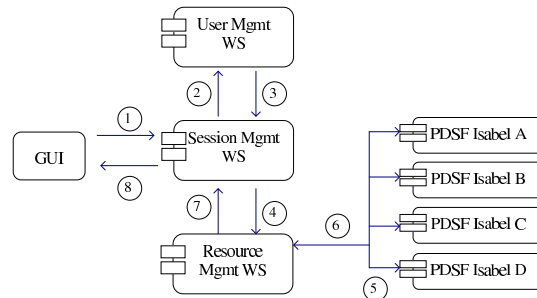 User Mgmt
WS
2
3
1
Session Mgmt
WS
GUI
8
7
4
6
Resource
Mgmt WS
5
PDSF Isabel A
PDSF Isabel B
PDSF Isabel C
PDSF Isabel D